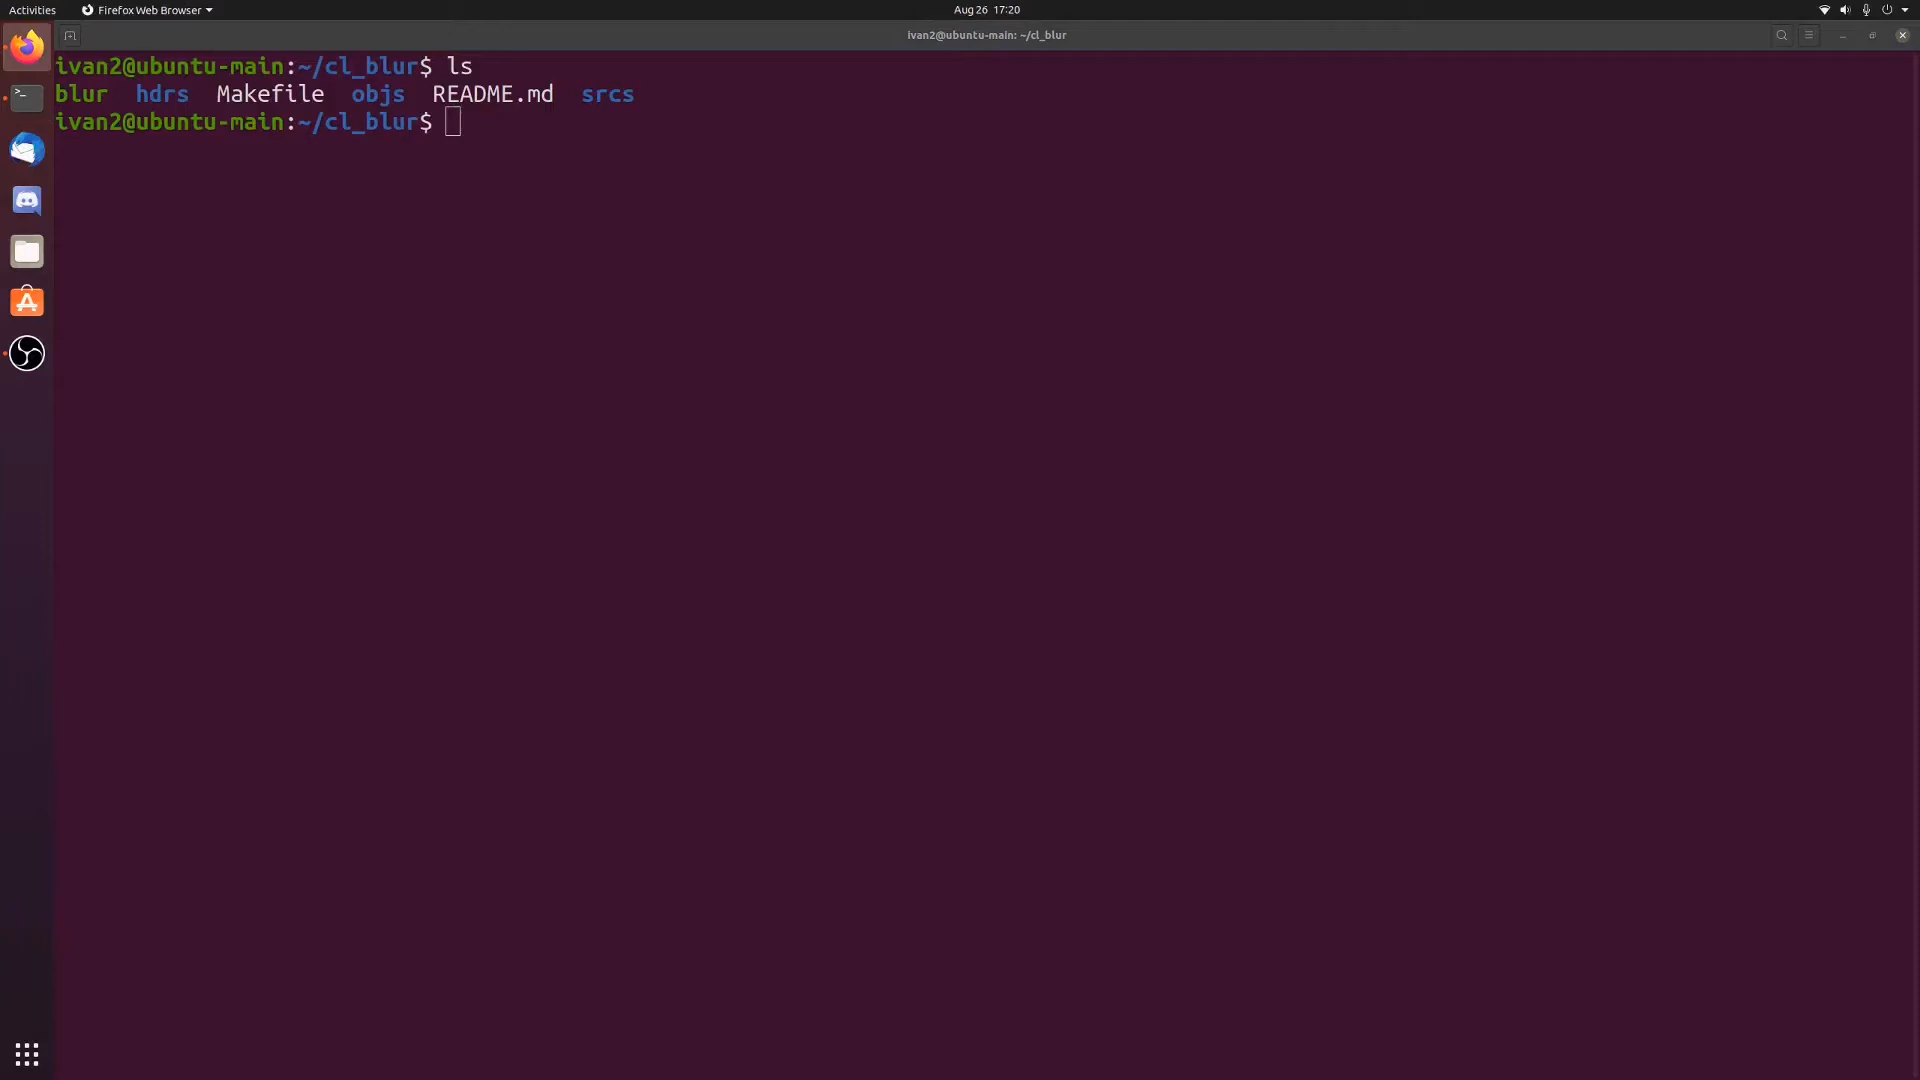 Activities Firefox Web Browser Aug 26 17:20
ivan2@ubuntu-main: ~/cl_blur
ivan2@ubuntu-main:~/cl_blur$ ls
blur hdrs Makefile objs README.md srcs
ivan2@ubuntu-main:~/cl_blur$